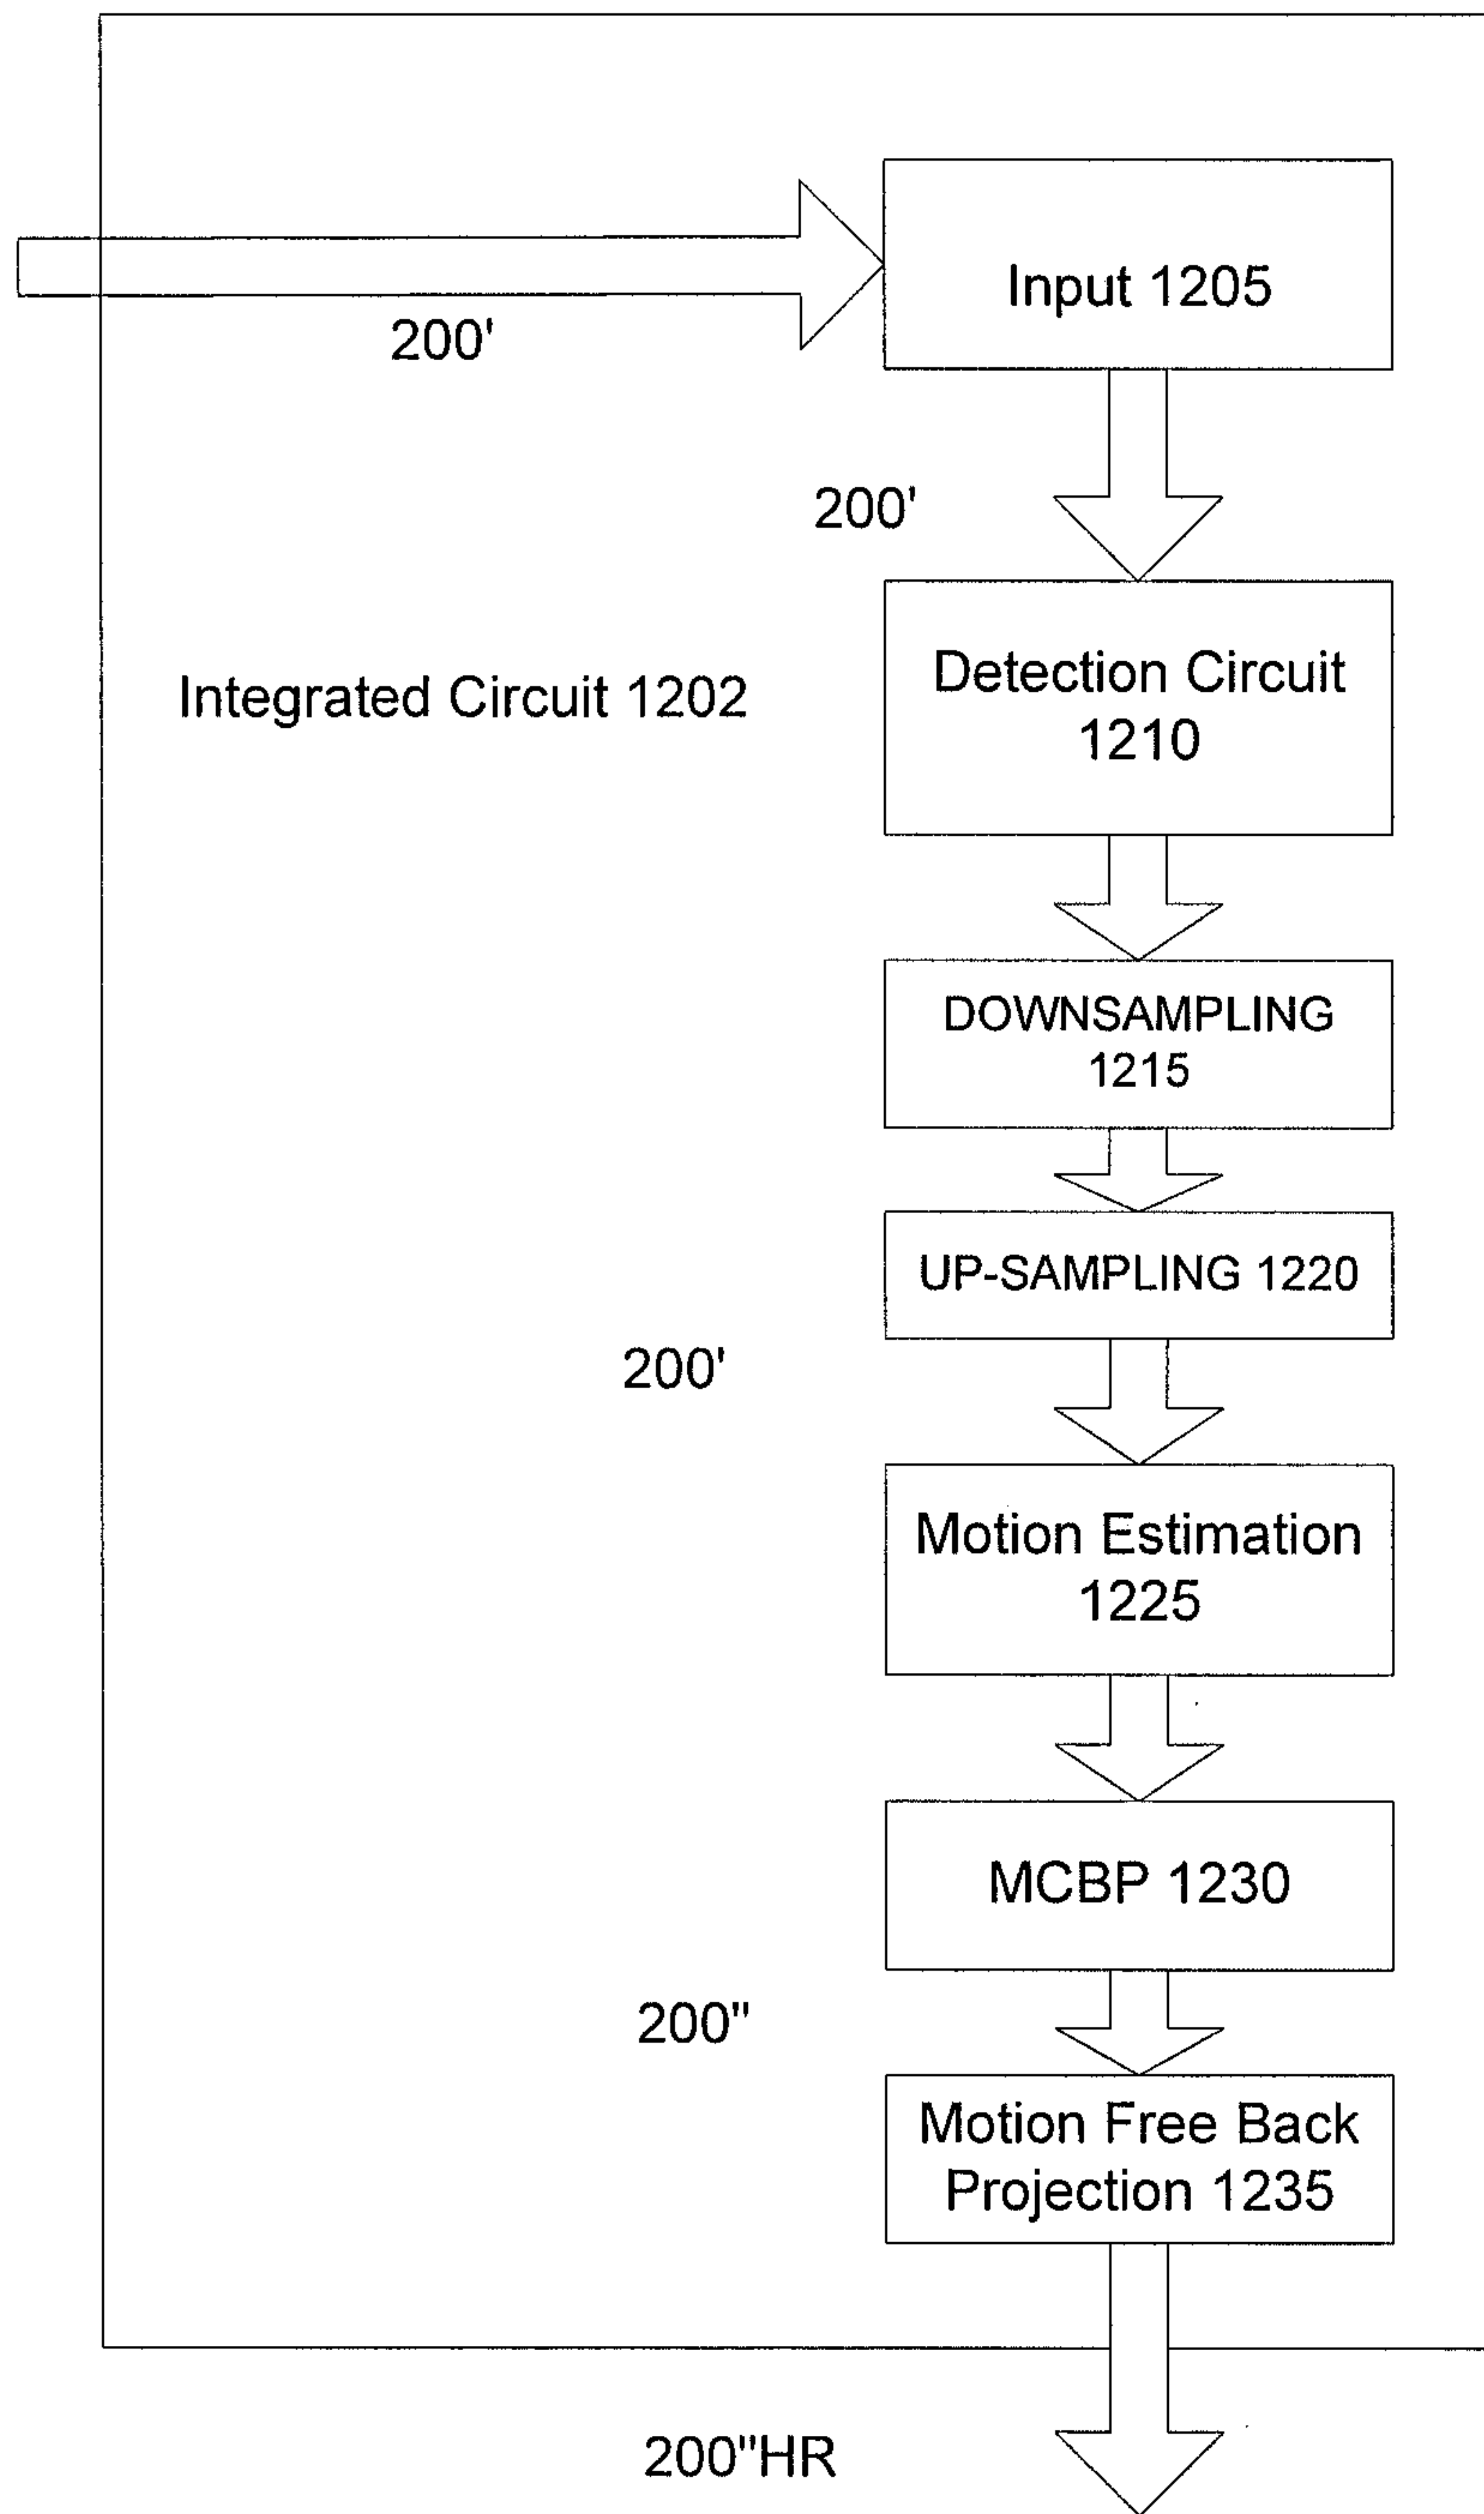 Input 1205
200'
200'
Integrated Circuit 1202
Detection Circuit
1210
DOWNSAMPLING
1215
UP-SAMPLING 1220
200'
Motion Estimation
1225
MCBP 1230
200"
Motion Free Back
Projection 1235
200"HR